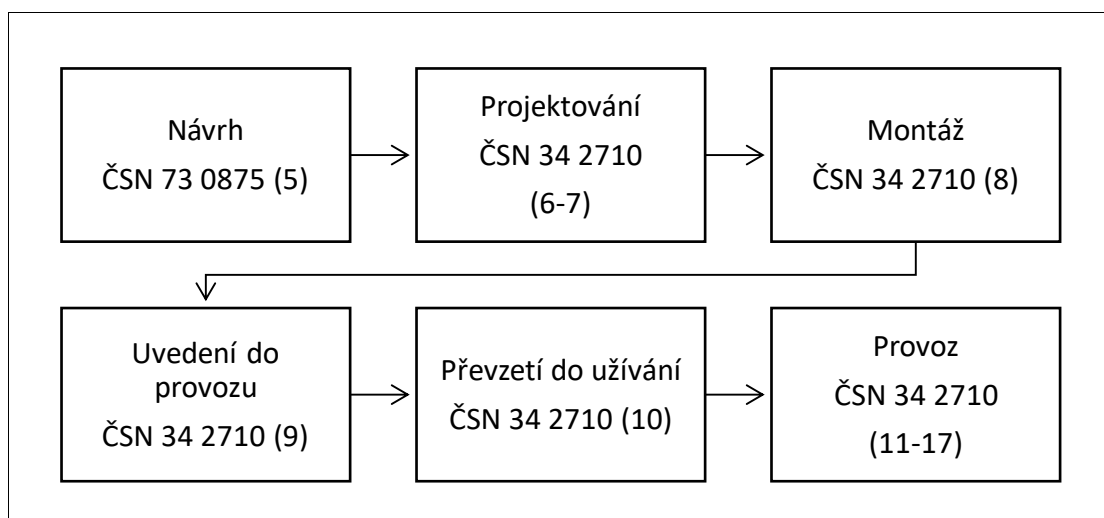 Návrh
ČSN 73 0875 (5)
Projektování
ČSN 34 2710
(6-7)
Montáž
ČSN 34 2710 (8)
Uvedení do
provozu
ČSN 34 2710 (9)
Převzetí do užívání
ČSN 34 2710 (10)
Provoz
ČSN 34 2710
(11-17)